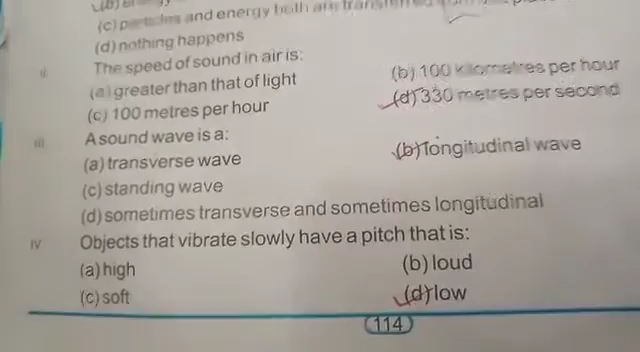 (c) particles and energy both are
(d) nothing happens
ii The speed of sound in air is:
(a) greater than that of light (b) 100 kilometres per hour
(c) 100 metres per hour (d) 330 metres per second
iii A sound wave is a:
(a) transverse wave (b) longitudinal wave
(c) standing wave
(d) sometimes transverse and sometimes longitudinal
iv Objects that vibrate slowly have a pitch that is:
(a) high (b) loud
(c) soft (d) low
114